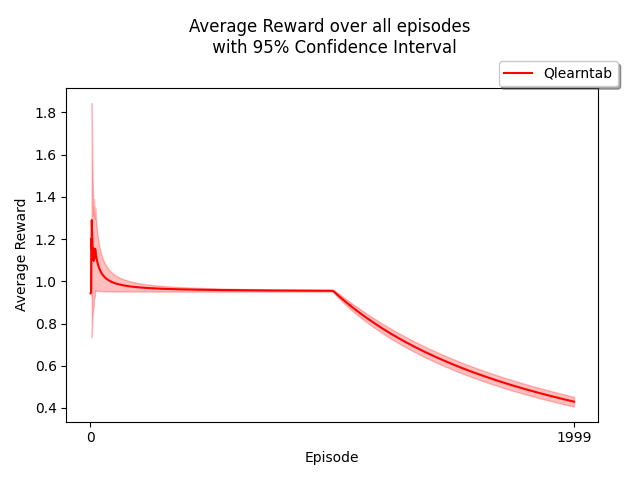 Average Reward over all episodes
with 95% Confidence Interval
Qlearntab
1.8
1.6
1.4
1.2
1.0
0.8
0.6
0.4
Average Reward
0
1999
Episode